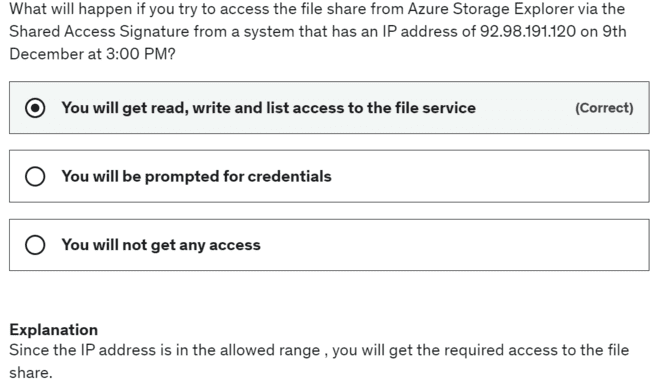 What will happen if you try to access the file share from Azure Storage Explorer via the
Shared Access Signature from a system that has an IP address of 92.98.191.120 on 9th
December at 3:00 PM?
You will get read, write and list access to the file service (Correct)
You will be prompted for credentials
You will not get any access
Explanation
Since the IP address is in the allowed range , you will get the required access to the file
share.